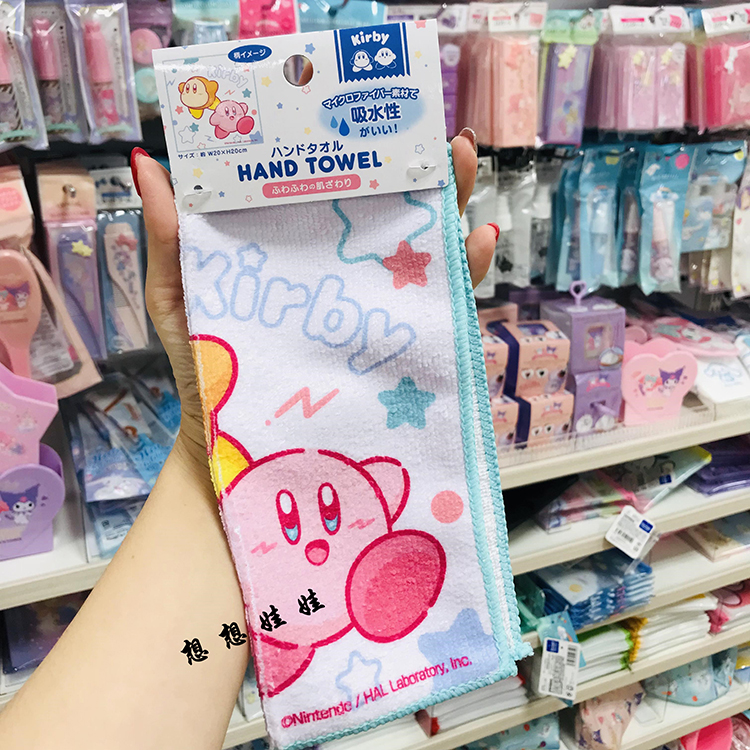 柄イメージ
Kirby
サイズ:約 W20×H20cm
Kirby
マイクロファイバー素材で
吸水性
がいい!
ハンドタオル
HAND TOWEL
ふわふわの肌ざわり
Kirby
想想娃娃
©Nintendo / HAL Laboratory, Inc.